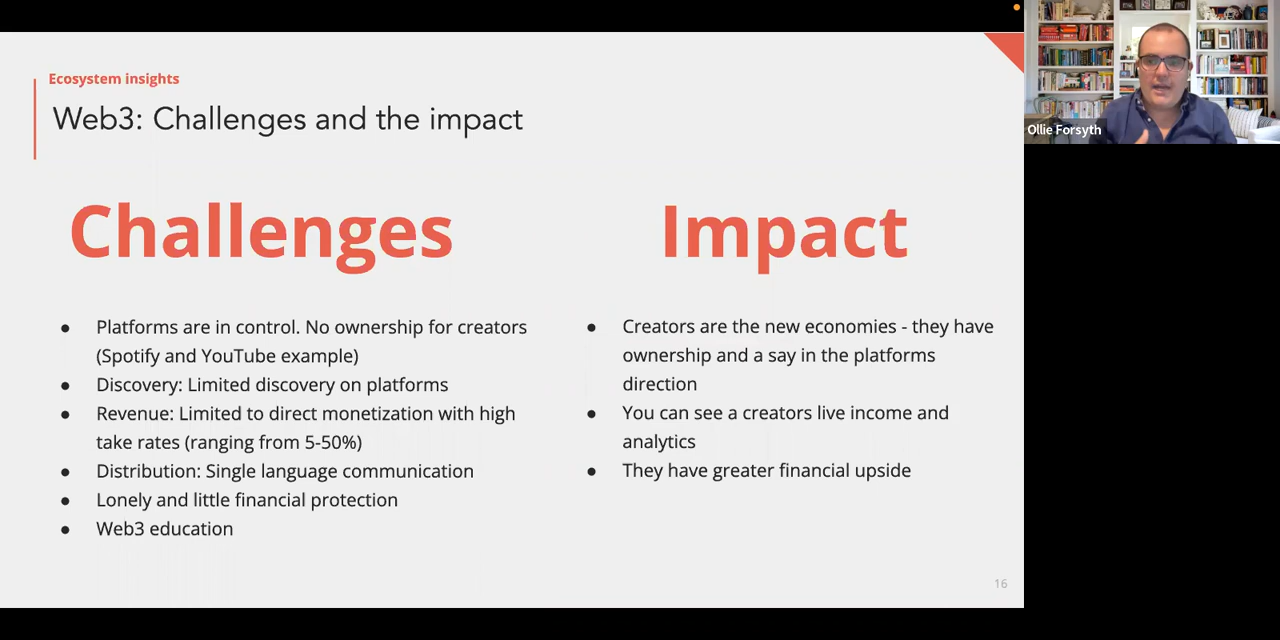 Ecosystem insights
Web3: Challenges and the impact
Challenges
● Platforms are in control. No ownership for creators
(Spotify and YouTube example)
● Discovery: Limited discovery on platforms
● Revenue: Limited to direct monetization with high
take rates (ranging from 5-50%)
● Distribution: Single language communication
● Lonely and little financial protection
● Web3 education
Impact
● Creators are the new economies - they have
ownership and a say in the platforms
direction
● You can see a creators live income and
analytics
● They have greater financial upside
16
Ollie Forsyth